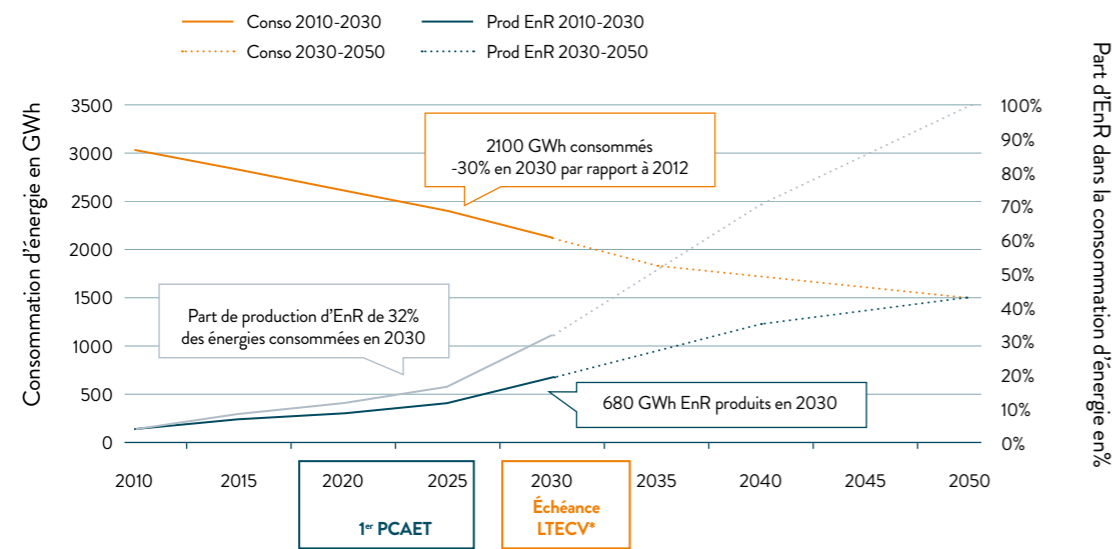 Conso 2010-2030
Prod EnR 2010-2030
Conso 2030-2050
Prod EnR 2030-2050
Consommation d'énergie en GWh
Part d'EnR dans la consommation d'énergie en%
3500
3000
2500
2000
1500
1000
500
0
100%
90%
80%
70%
60%
50%
40%
30%
20%
10%
0%
2100 GWh consommés
-30% en 2030 par rapport à 2012
Part de production d'EnR de 32%
des énergies consommées en 2030
680 GWh EnR produits en 2030
2010 2015 2020 2025 2030 2035 2040 2045 2050
1er PCAET
Échéance
LTECV*